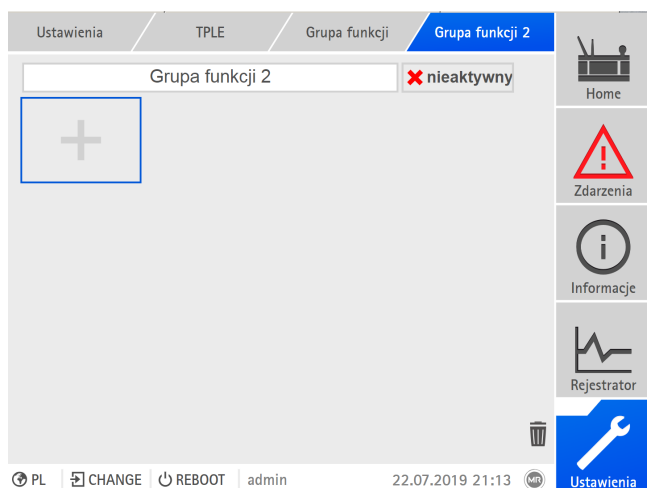 Ustawienia TPLE Grupa funkcji Grupa funkcji 2
Grupa funkcji 2 nieaktywny
Home
Zdarzenia
Informacje
Rejestrator
Ustawienia
PL CHANGE REBOOT admin 22.07.2019 21:13 MR